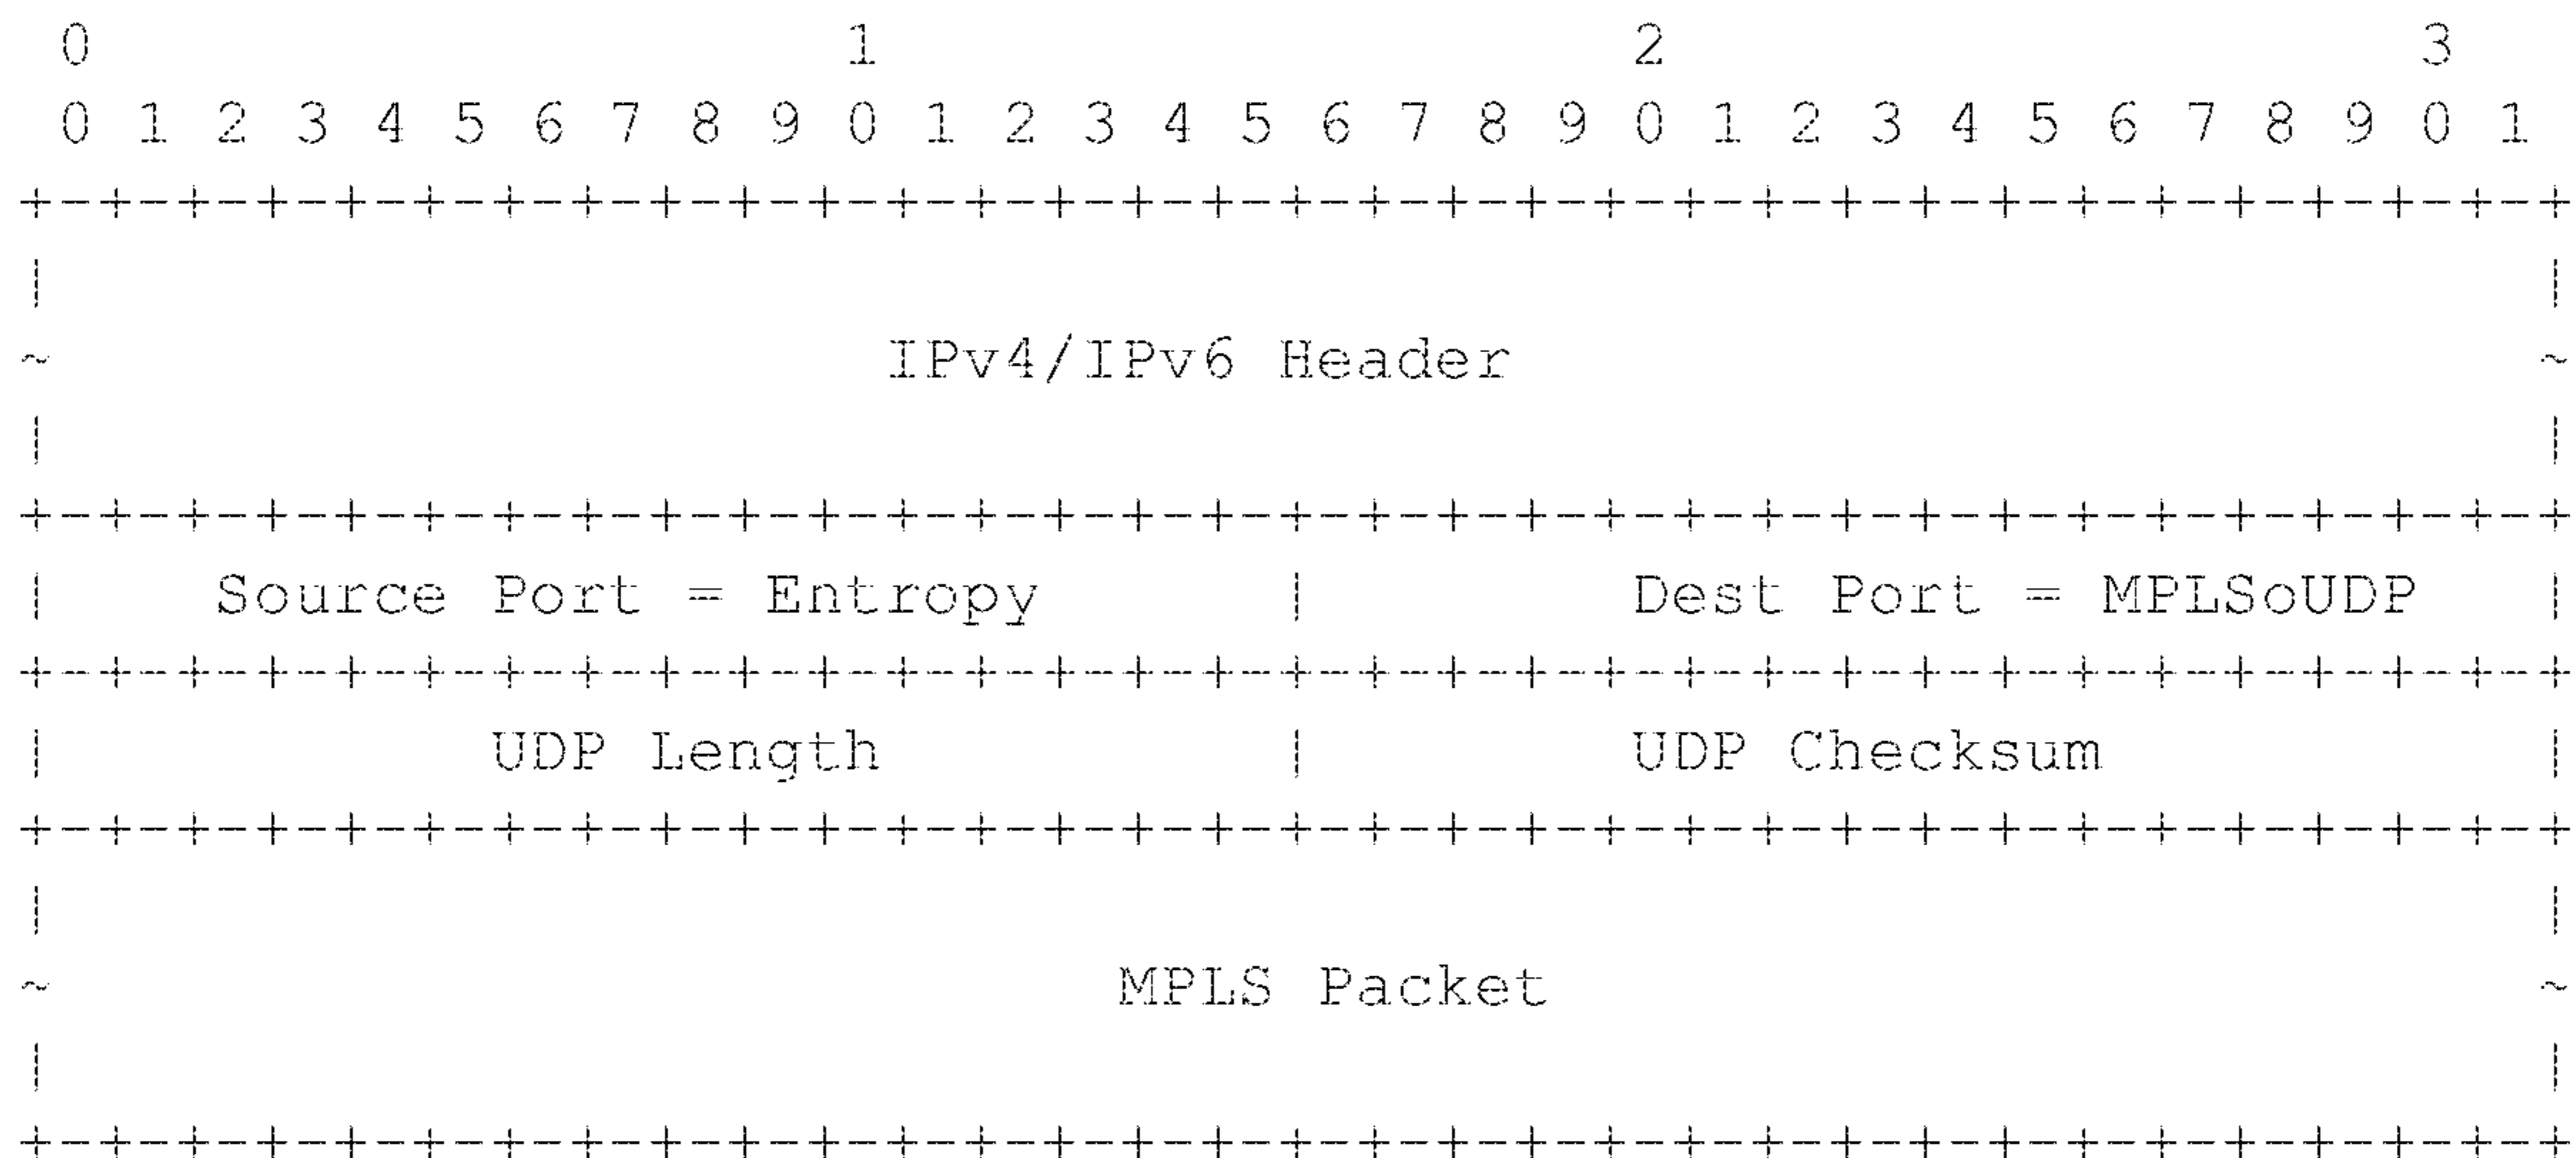 0                   1                   2                   3
0 1 2 3 4 5 6 7 8 9 0 1 2 3 4 5 6 7 8 9 0 1 2 3 4 5 6 7 8 9 0 1
+-+-+-+-+-+-+-+-+-+-+-+-+-+-+-+-+-+-+-+-+-+-+-+-+-+-+-+-+-+-+-+-+
|                                                               |
~                     IPv4/IPv6 Header                          ~
|                                                               |
+-+-+-+-+-+-+-+-+-+-+-+-+-+-+-+-+-+-+-+-+-+-+-+-+-+-+-+-+-+-+-+-+
|    Source Port = Entropy      |        Dest Port = MPLSoUDP   |
+-+-+-+-+-+-+-+-+-+-+-+-+-+-+-+-+-+-+-+-+-+-+-+-+-+-+-+-+-+-+-+-+
|           UDP Length          |        UDP Checksum           |
+-+-+-+-+-+-+-+-+-+-+-+-+-+-+-+-+-+-+-+-+-+-+-+-+-+-+-+-+-+-+-+-+
|                                                               |
~                           MPLS Packet                         ~
|                                                               |
+-+-+-+-+-+-+-+-+-+-+-+-+-+-+-+-+-+-+-+-+-+-+-+-+-+-+-+-+-+-+-+-+